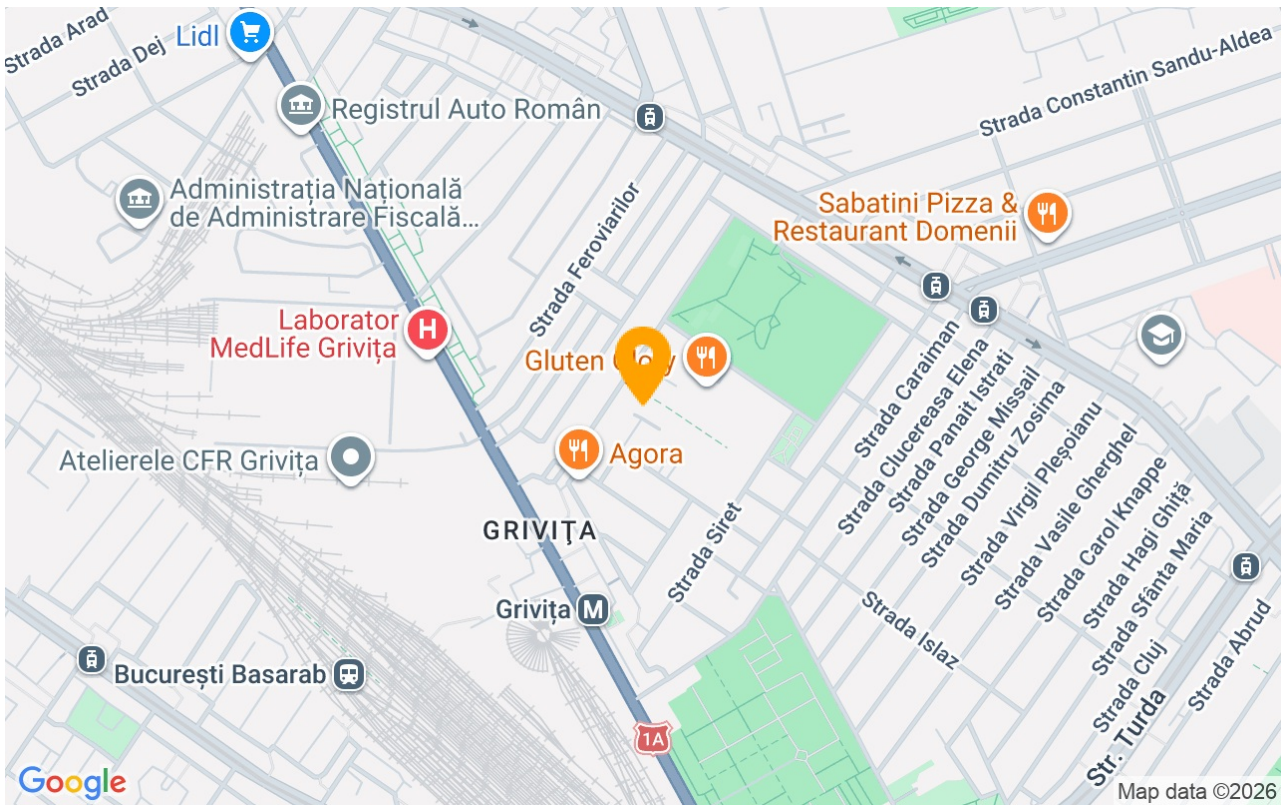 Strada Arad
Strada Dej
Lidl
Registrul Auto Român
Strada Constantin Sandu-Aldea
Administrația Națională
de Administrare Fiscală...
Strada Feroviarilor
Sabatini Pizza &
Restaurant Domenii
Laborator
MedLife Grivița
H
Gluten
Agora
Atelierele CFR Grivița
GRIVIŢA
Strada Caraiman
Strada Clucereasa Elena
Strada Panait Istrati
Strada George Missail
Strada Dumitru Zosima
Strada Virgil Pleșoianu
Strada Vasile Gherghel
Strada Carol Knappe
Strada Hagi Ghiță
Strada Sfânta Maria
Strada Siret
Strada Islaz
Grivița M
București Basarab
Strada Cluj
Strada Abrud
Str. Turda
1A
Google
Map data ©2026